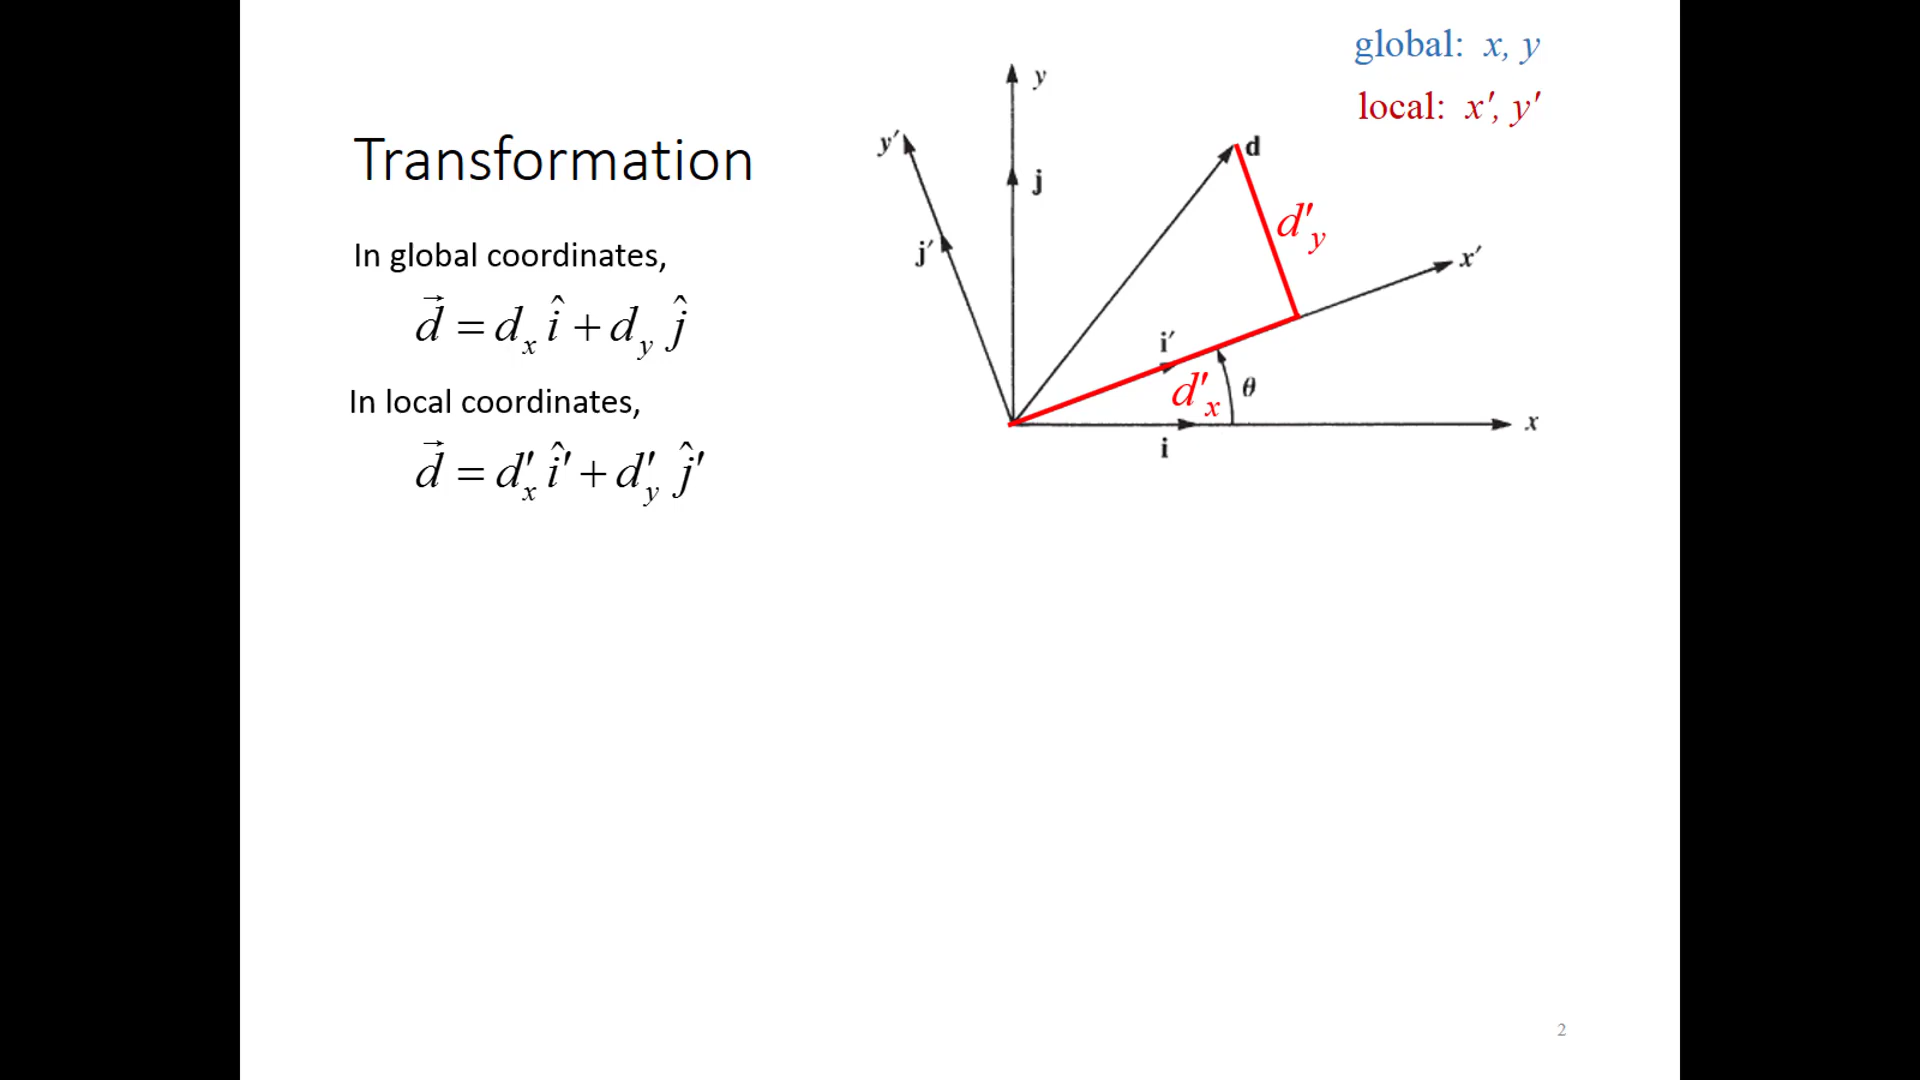 global: x, y
local: x′, y′
Transformation
In global coordinates,
d⃗ = dₓ î + d_y ĵ
In local coordinates,
d⃗ = d′ₓ î′ + d′_y ĵ′
y
y′
j
j′
d
d′_y
x′
i′
d′ₓ
θ
x
i
2